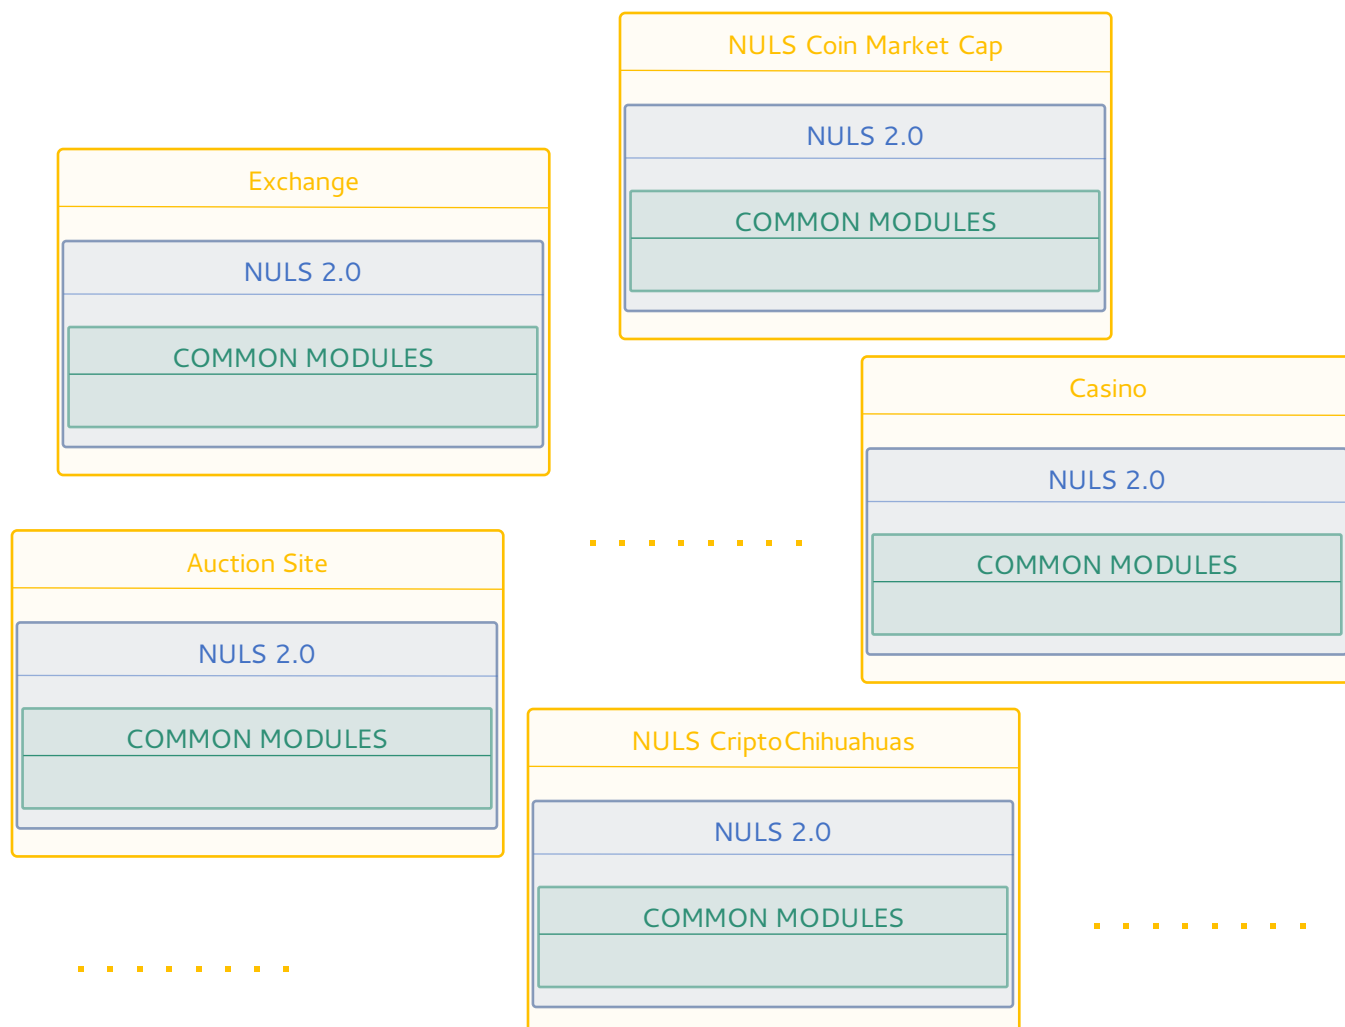 NULS Coin Market Cap
NULS 2.0
COMMON MODULES
Exchange
NULS 2.0
COMMON MODULES
Casino
NULS 2.0
COMMON MODULES
Auction Site
NULS 2.0
COMMON MODULES
NULS CriptoChihuahuas
NULS 2.0
COMMON MODULES